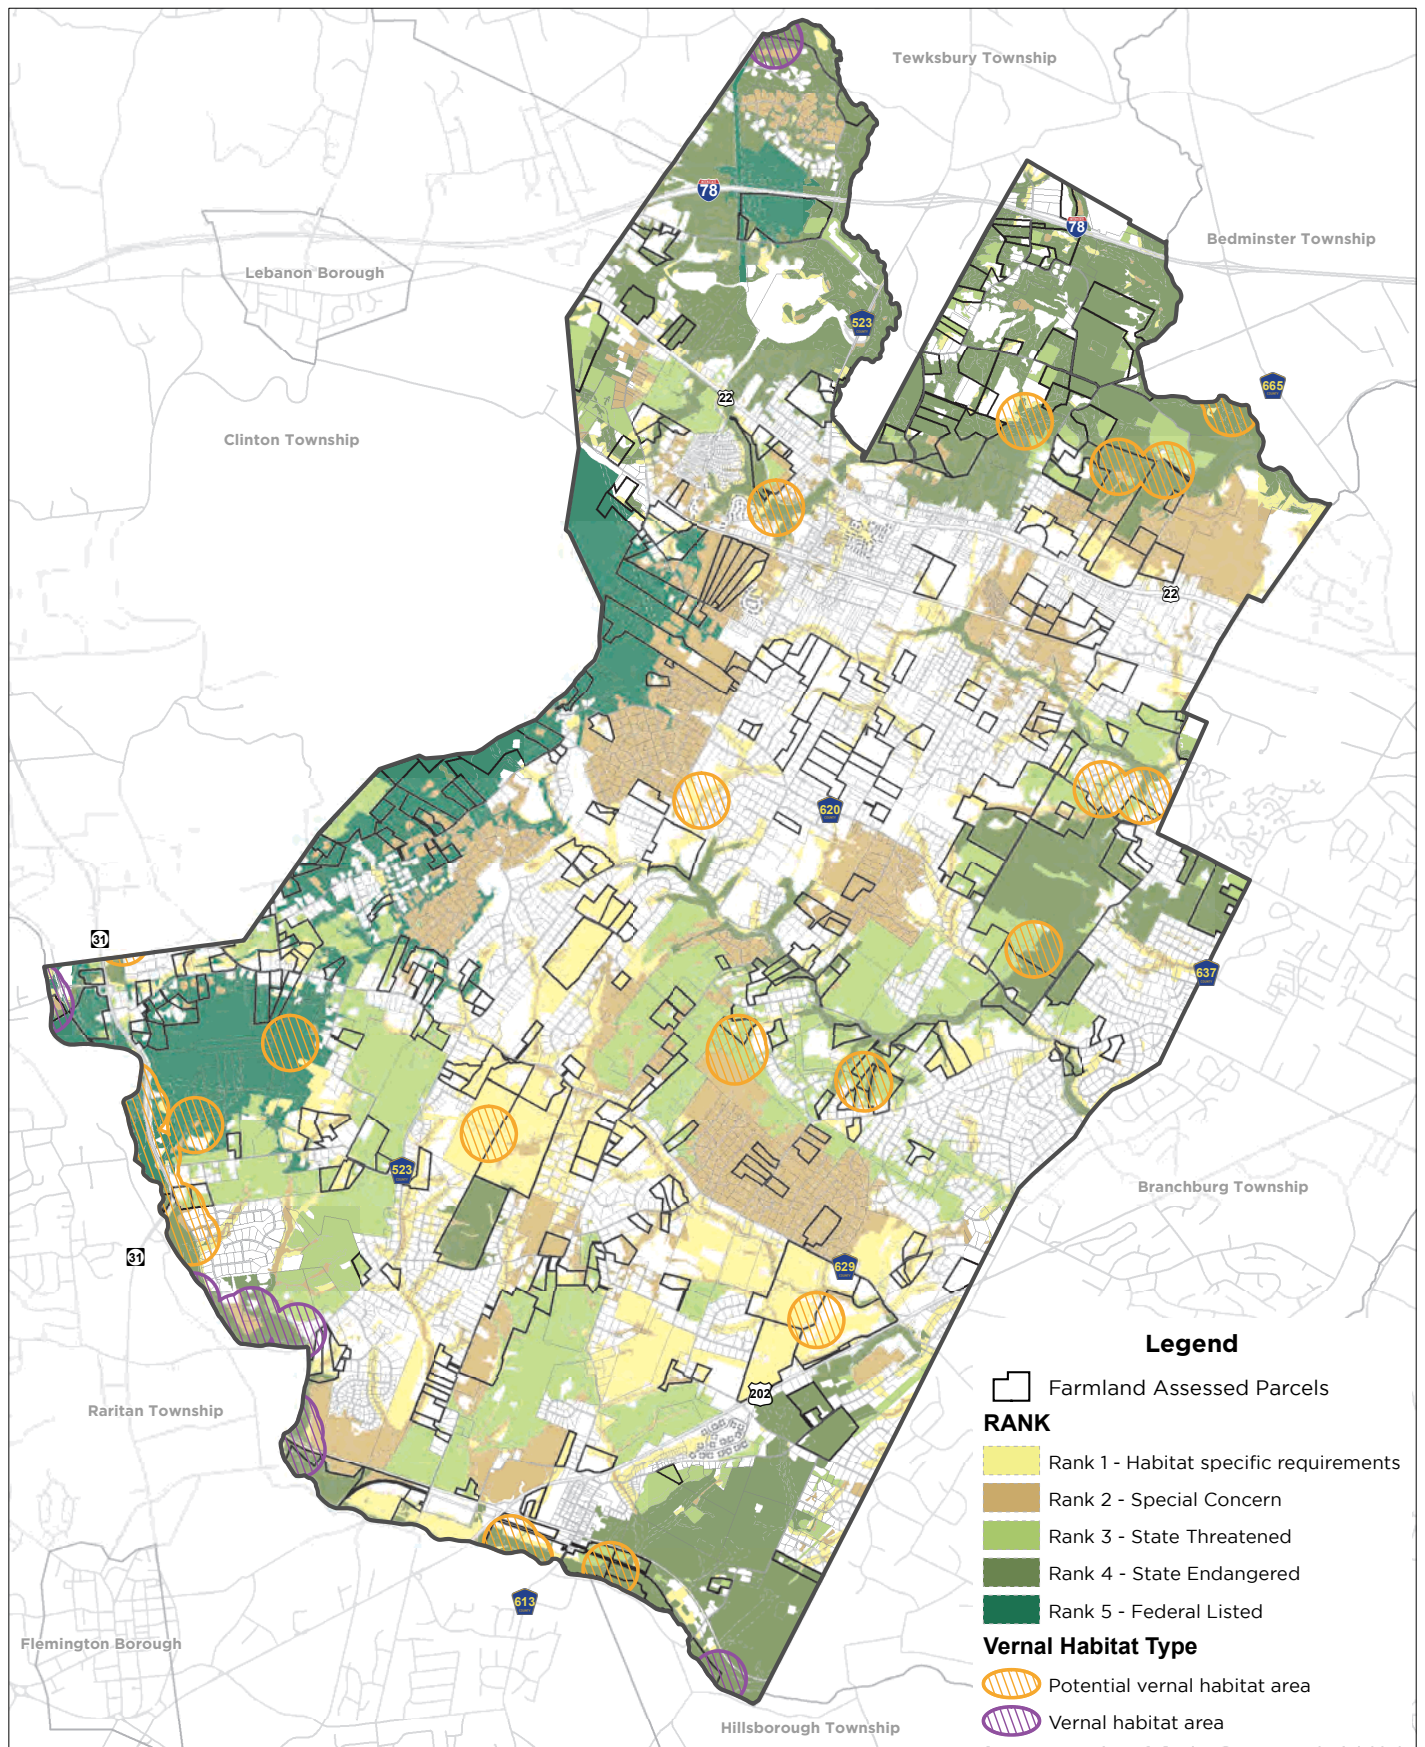 Tewksbury Township
78
78
Bedminster Township
Lebanon Borough
523
665
22
Clinton Township
22
620
31
637
523
Branchburg Township
31
629
202
Raritan Township
613
Flemington Borough
Hillsborough Township
Legend
Farmland Assessed Parcels
RANK
Rank 1 - Habitat specific requirements
Rank 2 - Special Concern
Rank 3 - State Threatened
Rank 4 - State Endangered
Rank 5 - Federal Listed
Vernal Habitat Type
Potential vernal habitat area
Vernal habitat area